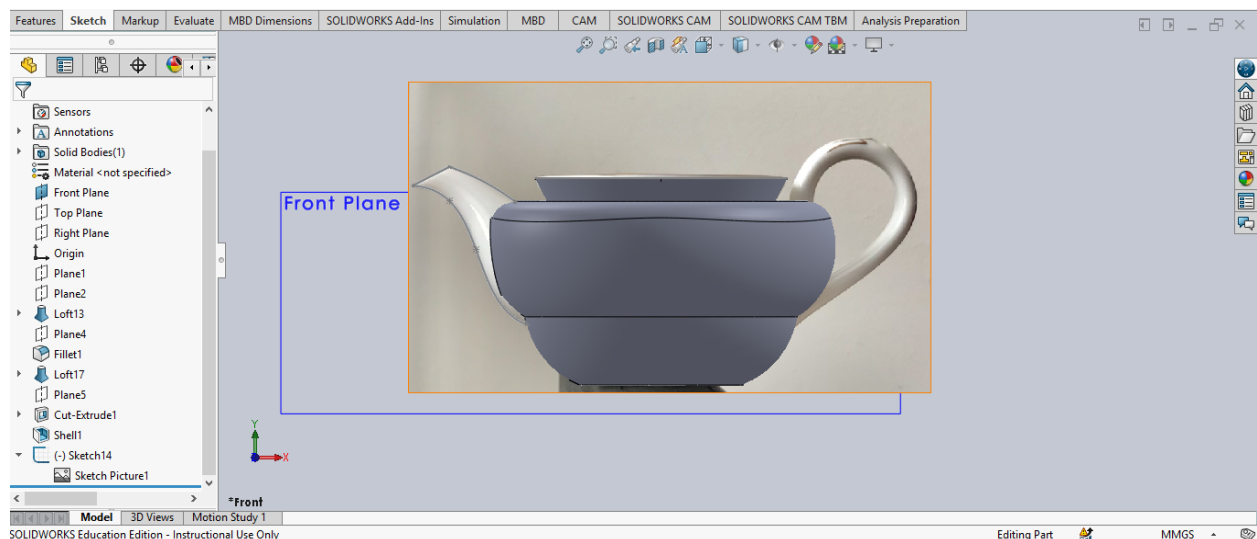 Features Sketch Markup Evaluate MBD Dimensions SOLIDWORKS Add-Ins Simulation MBD CAM SOLIDWORKS CAM SOLIDWORKS CAM TBM Analysis Preparation
Sensors
Annotations
Solid Bodies(1)
Material <not specified>
Front Plane
Top Plane
Right Plane
Origin
Plane1
Plane2
Loft13
Plane4
Fillet1
Loft17
Plane5
Cut-Extrude1
Shell1
(-) Sketch14
Sketch Picture1
Front Plane
Y
X
*Front
Model 3D Views Motion Study 1
SOLIDWORKS Education Edition - Instructional Use Only Editing Part MMGS